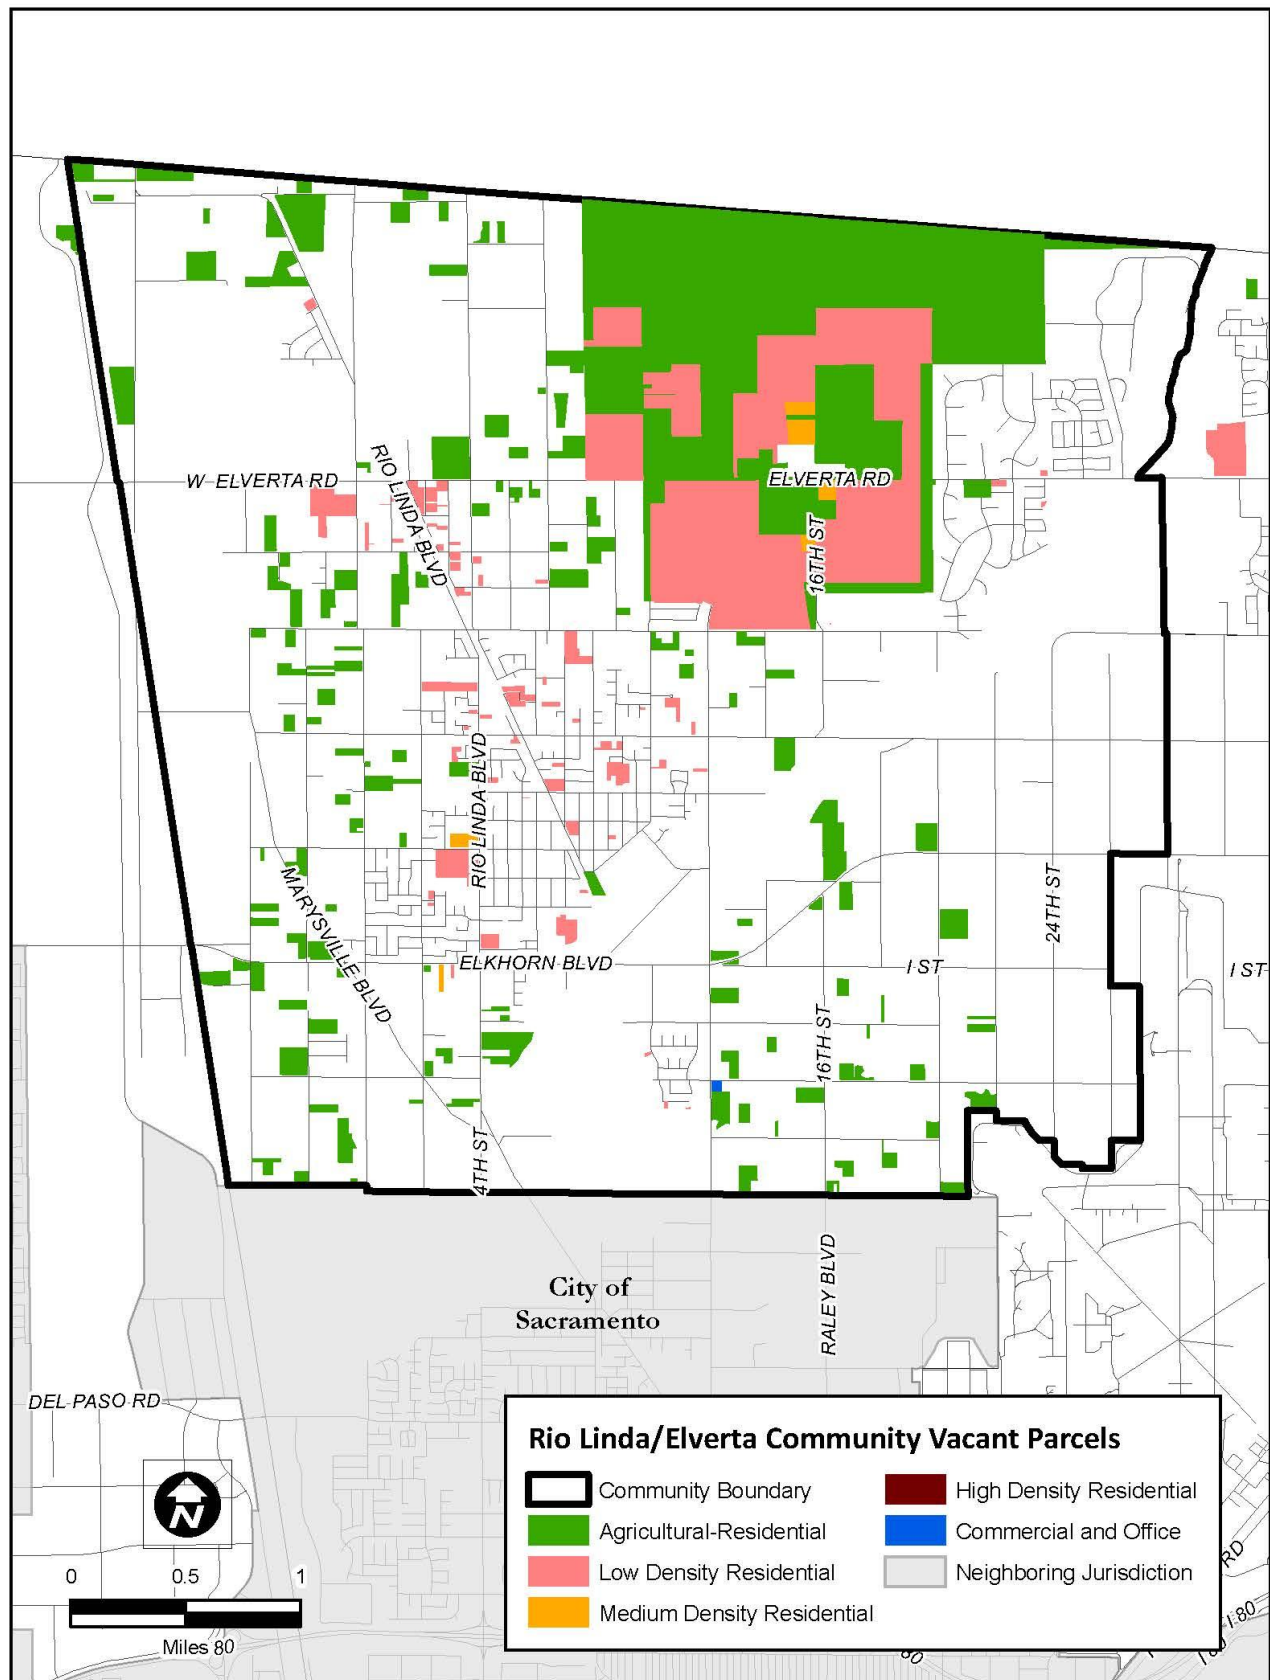 W ELVERTA RD
RIO LINDA BLVD
ELVERTA RD
16TH ST
RIO LINDA BLVD
MARYSVILLE BLVD
24TH ST
ELKHORN BLVD
I ST
I ST
16TH ST
4TH ST
RALEY BLVD
City of
Sacramento
DEL PASO RD
Rio Linda/Elverta Community Vacant Parcels
Community Boundary
High Density Residential
Agricultural-Residential
Commercial and Office
Low Density Residential
Neighboring Jurisdiction
Medium Density Residential
N
0 0.5 1
Miles 80
RD
I 80
80